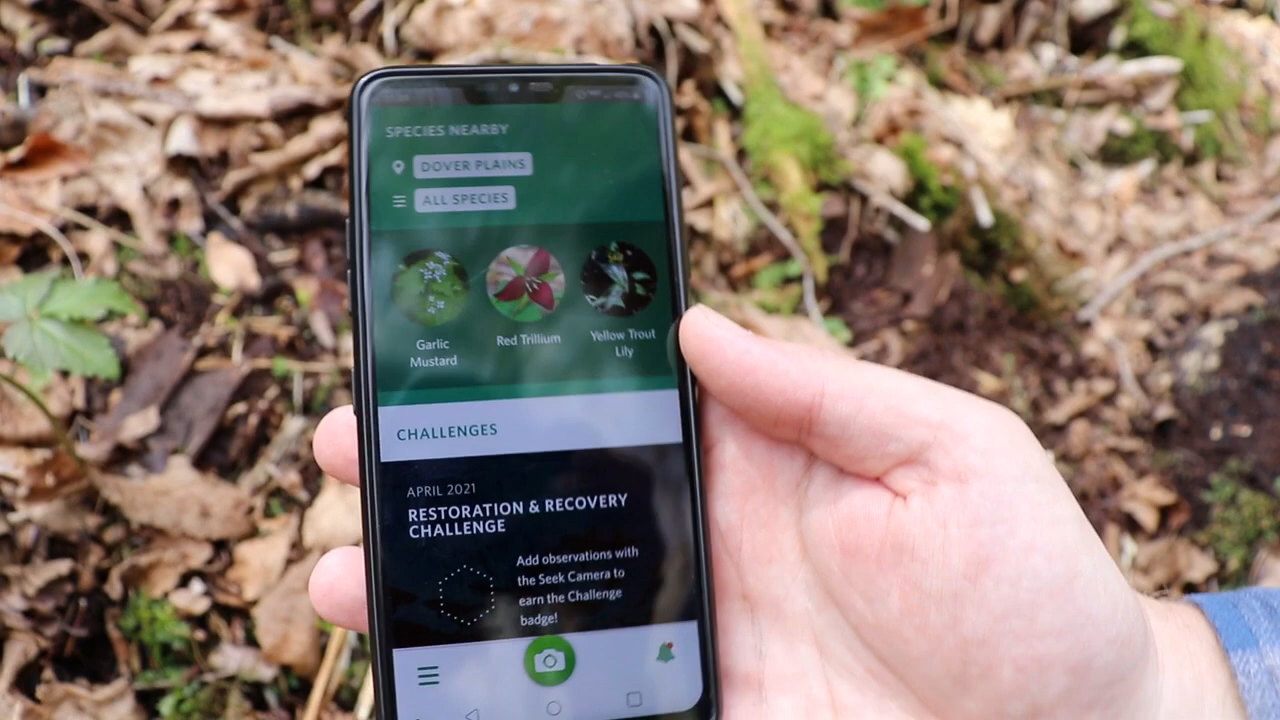 SPECIES NEARBY
DOVER PLAINS
ALL SPECIES
Garlic
Mustard
Red Trillium
Yellow Trout
Lily
CHALLENGES
APRIL 2021
RESTORATION & RECOVERY
CHALLENGE
Add observations with
the Seek Camera to
earn the Challenge
badge!